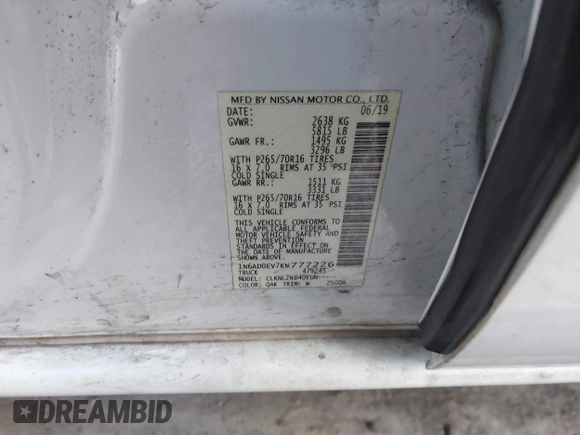 MFD BY NISSAN MOTOR CO., LTD.
DATE: 06/19
GVWR: 2638 KG
5815 LB
GAWR FR.: 1495 KG
3296 LB
WITH P265/70R16 TIRES
16 x 7.0 RIMS AT 35 PSI
COLD SINGLE
GAWR RR.: 1511 KG
3331 LB
WITH P265/70R16 TIRES
16 x 7.0 RIMS AT 35 PSI
COLD SINGLE
THIS VEHICLE CONFORMS TO
ALL APPLICABLE FEDERAL
MOTOR VEHICLE SAFETY
STANDARDS IN EFFECT ON
THE DATE OF MANUFACTURE
SHOWN ABOVE.
1N6AD0EV7KN777226
TRUCK 479245
MODEL:
COLOR: QAK TRIM: W
DREAMBID